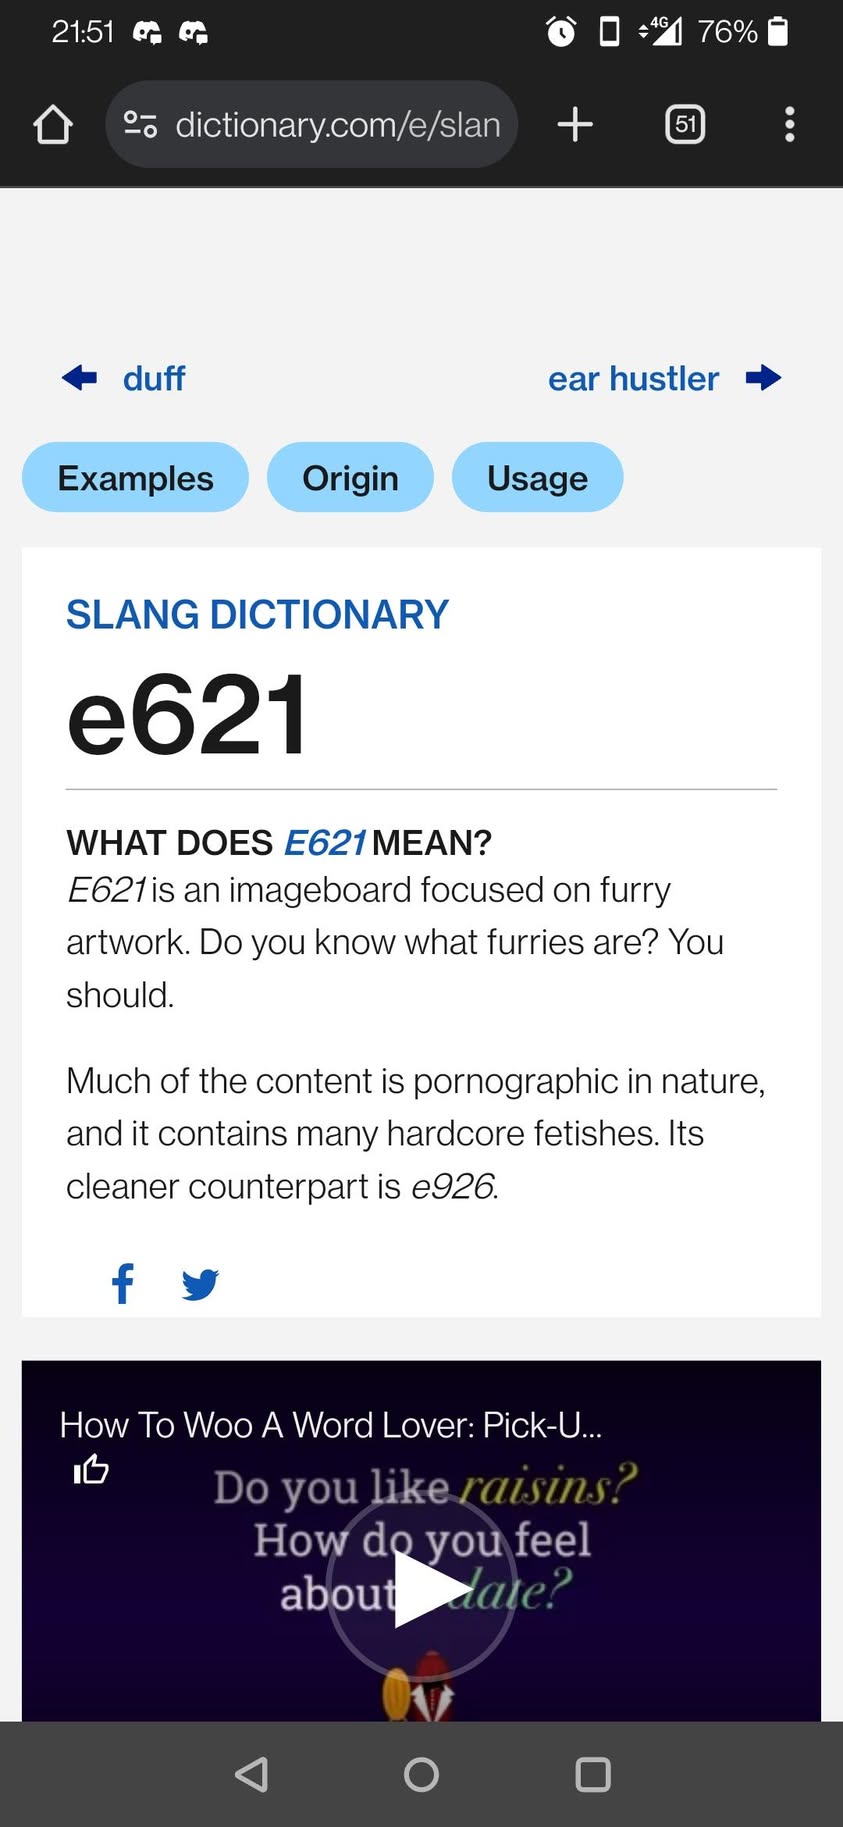 21:51 4G 76%
dictionary.com/e/slan 51
duff ear hustler
Examples Origin Usage
SLANG DICTIONARY
e621
WHAT DOES E621 MEAN?
E621 is an imageboard focused on furry
artwork. Do you know what furries are? You
should.
Much of the content is pornographic in nature,
and it contains many hardcore fetishes. Its
cleaner counterpart is e926.
How To Woo A Word Lover: Pick-U...
Do you like raisins?
How do you feel
about date?